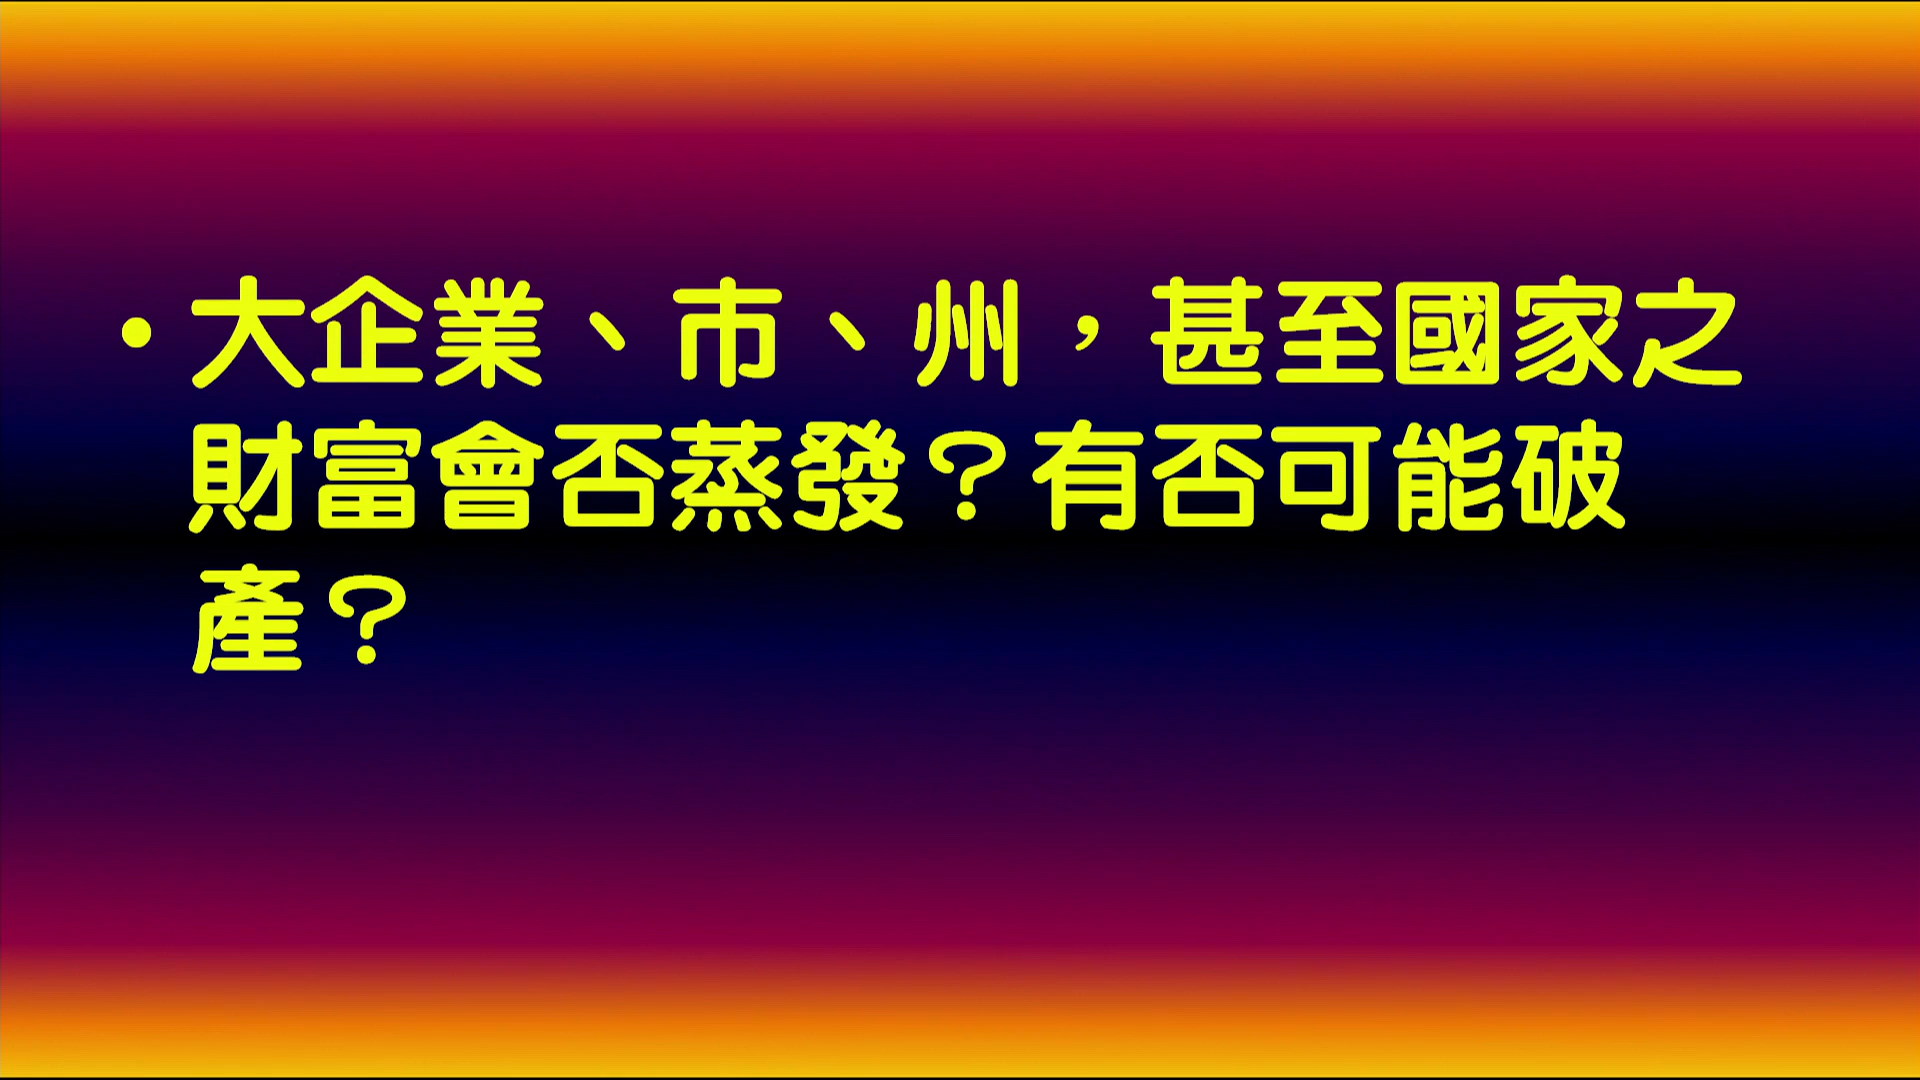 • 大企業、市、州，甚至國家之
財富會否蒸發？有否可能破
產？